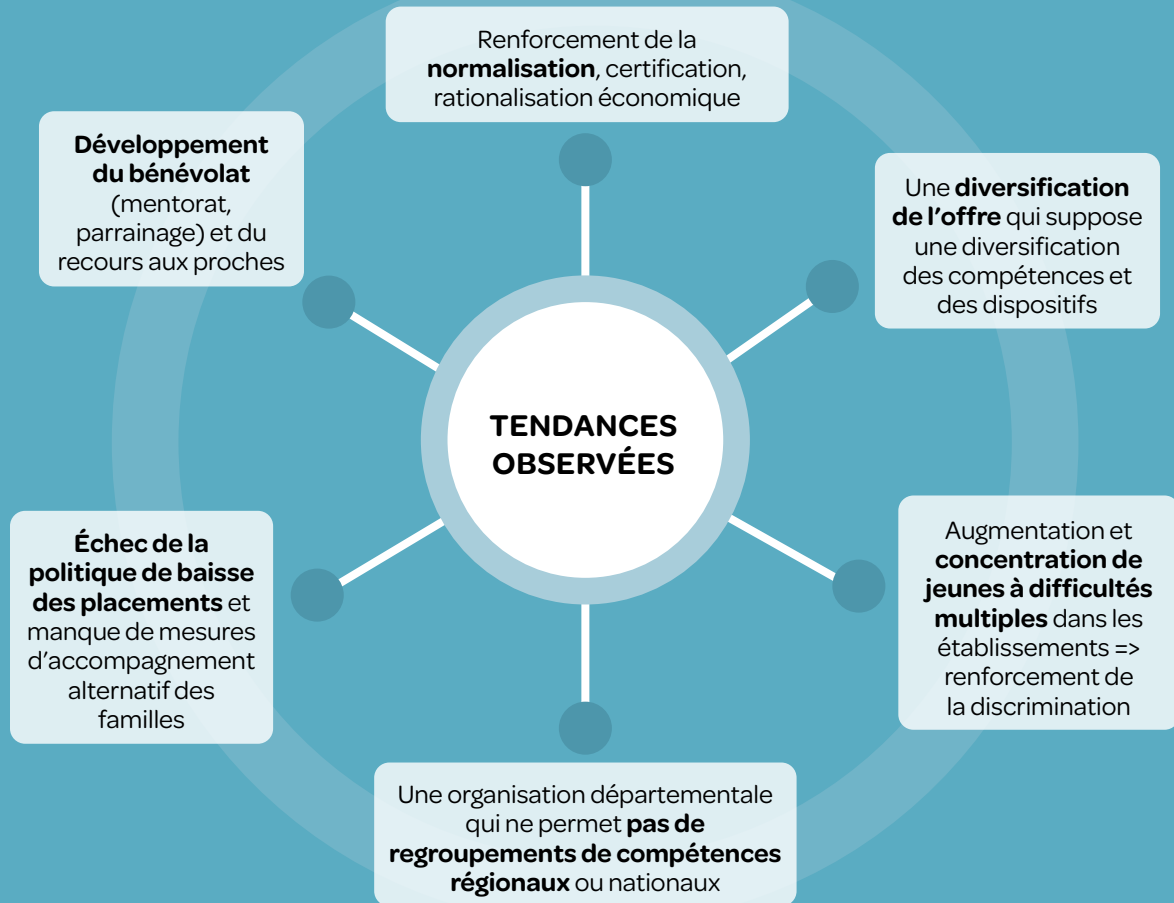 Renforcement de la
normalisation, certification,
rationalisation économique
Développement
du bénévolat
(mentorat,
parrainage) et du
recours aux proches
Une diversification
de l'offre qui suppose
une diversification
des compétences et
des dispositifs
TENDANCES
OBSERVÉES
Échec de la
politique de baisse
des placements et
manque de mesures
d'accompagnement
alternatif des
familles
Augmentation et
concentration de
jeunes à difficultés
multiples dans les
établissements =>
renforcement de
la discrimination
Une organisation départementale
qui ne permet pas de
regroupements de compétences
régionaux ou nationaux